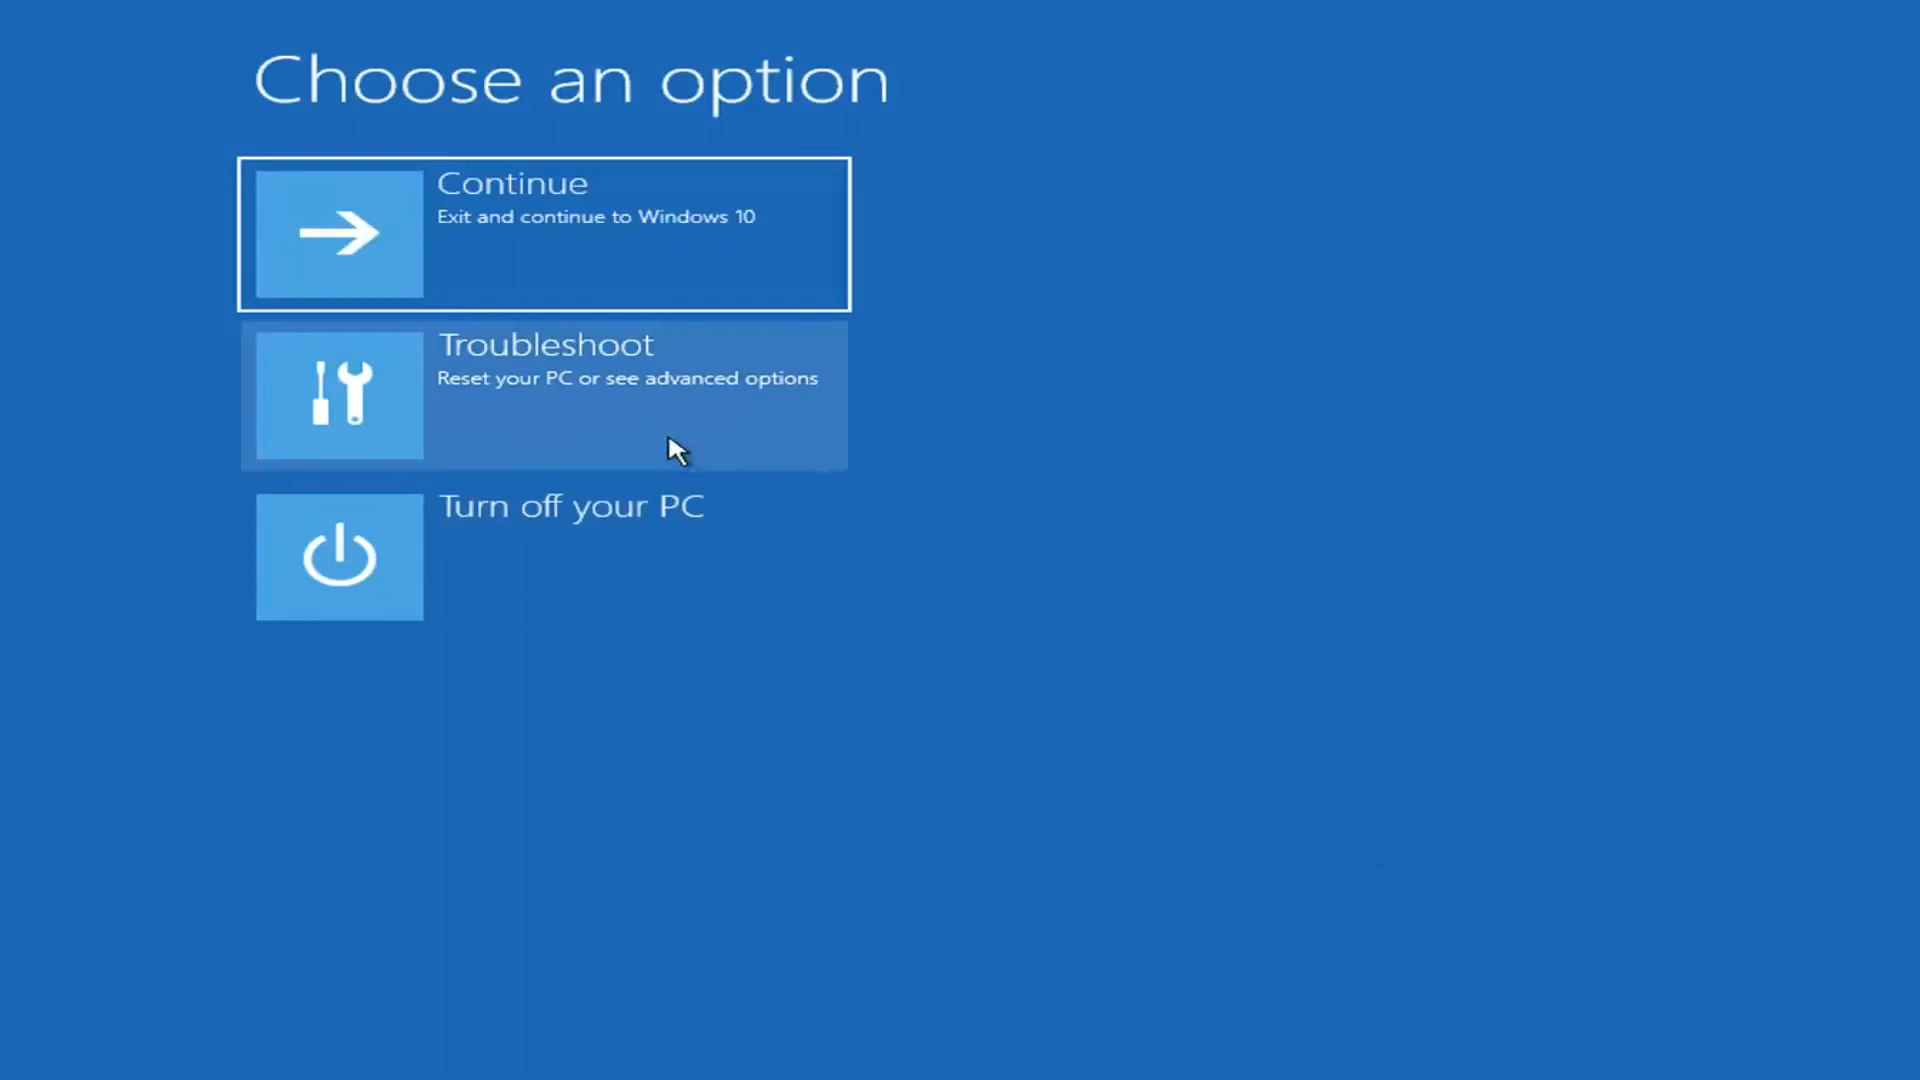 Choose an option
Continue
Exit and continue to Windows 10
Troubleshoot
Reset your PC or see advanced options
Turn off your PC